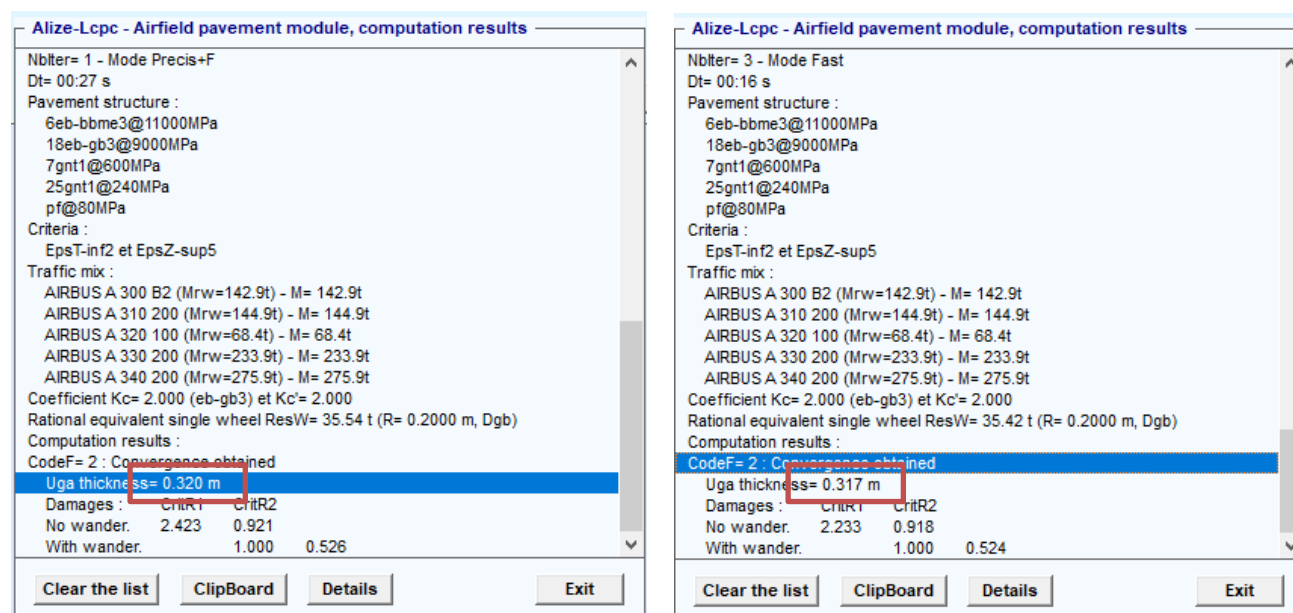 Alize-Lcpc - Airfield pavement module, computation results
NbIter= 1 - Mode Precis+F
Dt= 00:27 s
Pavement structure :
6eb-bbme3@11000MPa
18eb-gb3@9000MPa
7gnt1@600MPa
25gnt1@240MPa
pf@80MPa
Criteria :
EpsT-inf2 et EpsZ-sup5
Traffic mix :
AIRBUS A 300 B2 (Mrw=142.9t) - M= 142.9t
AIRBUS A 310 200 (Mrw=144.9t) - M= 144.9t
AIRBUS A 320 100 (Mrw=68.4t) - M= 68.4t
AIRBUS A 330 200 (Mrw=233.9t) - M= 233.9t
AIRBUS A 340 200 (Mrw=275.9t) - M= 275.9t
Coefficient Kc= 2.000 (eb-gb3) et Kc'= 2.000
Rational equivalent single wheel ResW= 35.54 t (R= 0.2000 m, Dgb)
Computation results :
CodeF= 2 : Convergence obtained
Uga thickness= 0.320 m
Damages : CritR1 CritR2
No wander. 2.423 0.921
With wander. 1.000 0.526
Clear the list ClipBoard Details Exit
Alize-Lcpc - Airfield pavement module, computation results
NbIter= 3 - Mode Fast
Dt= 00:16 s
Pavement structure :
6eb-bbme3@11000MPa
18eb-gb3@9000MPa
7gnt1@600MPa
25gnt1@240MPa
pf@80MPa
Criteria :
EpsT-inf2 et EpsZ-sup5
Traffic mix :
AIRBUS A 300 B2 (Mrw=142.9t) - M= 142.9t
AIRBUS A 310 200 (Mrw=144.9t) - M= 144.9t
AIRBUS A 320 100 (Mrw=68.4t) - M= 68.4t
AIRBUS A 330 200 (Mrw=233.9t) - M= 233.9t
AIRBUS A 340 200 (Mrw=275.9t) - M= 275.9t
Coefficient Kc= 2.000 (eb-gb3) et Kc'= 2.000
Rational equivalent single wheel ResW= 35.42 t (R= 0.2000 m, Dgb)
Computation results :
CodeF= 2 : Convergence obtained
Uga thickness= 0.317 m
Damages : CritR1 CritR2
No wander. 2.233 0.918
With wander. 1.000 0.524
Clear the list ClipBoard Details Exit